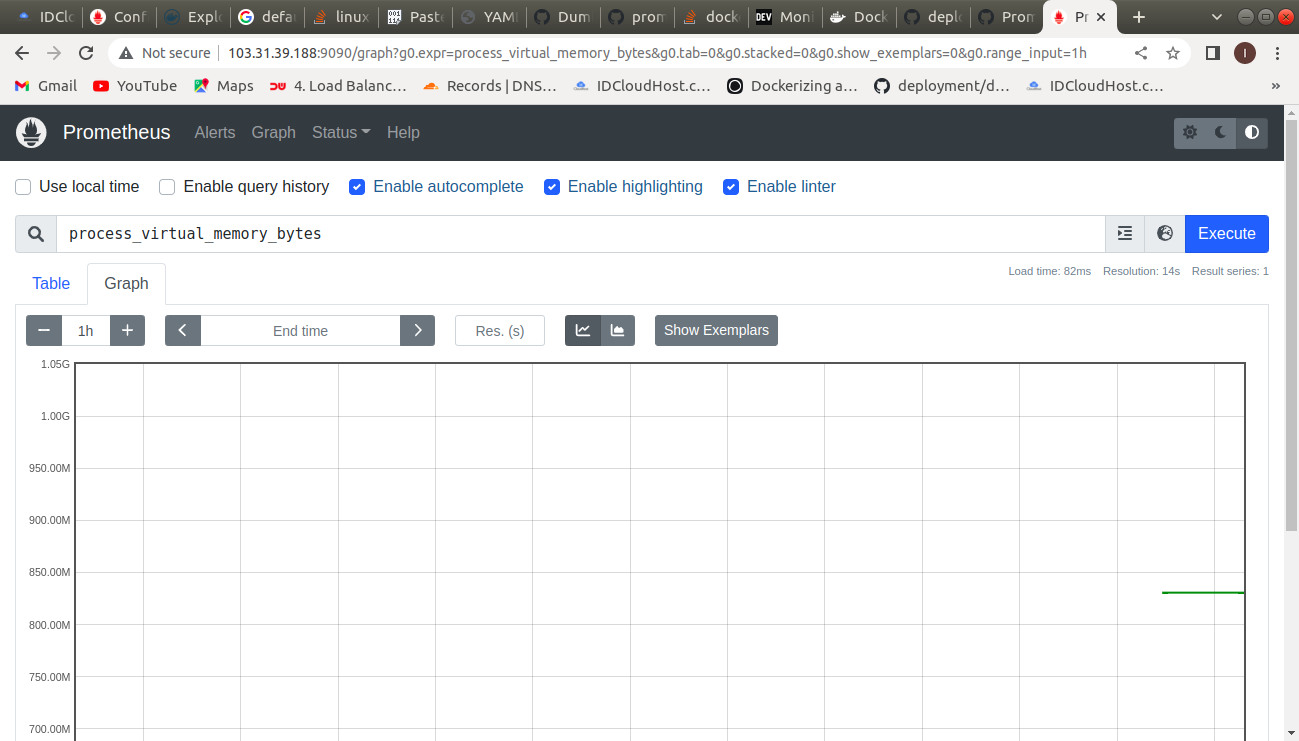 IDClo Conf Explo defau linux Paste YAMI Dum prom docke DEV Moni Dock deplo Prom Pr
Not secure 103.31.39.188:9090/graph?g0.expr=process_virtual_memory_bytes&g0.tab=0&g0.stacked=0&g0.show_exemplars=0&g0.range_input=1h I
Gmail YouTube Maps 4. Load Balanc… Records | DNS… IDCloudHost.c… Dockerizing a… deployment/d… IDCloudHost.c… »
Prometheus Alerts Graph Status Help
Use local time Enable query history Enable autocomplete Enable highlighting Enable linter
process_virtual_memory_bytes Execute
Load time: 82ms Resolution: 14s Result series: 1
Table Graph
1h End time Res. (s) Show Exemplars
1.05G
1.00G
950.00M
900.00M
850.00M
800.00M
750.00M
700.00M